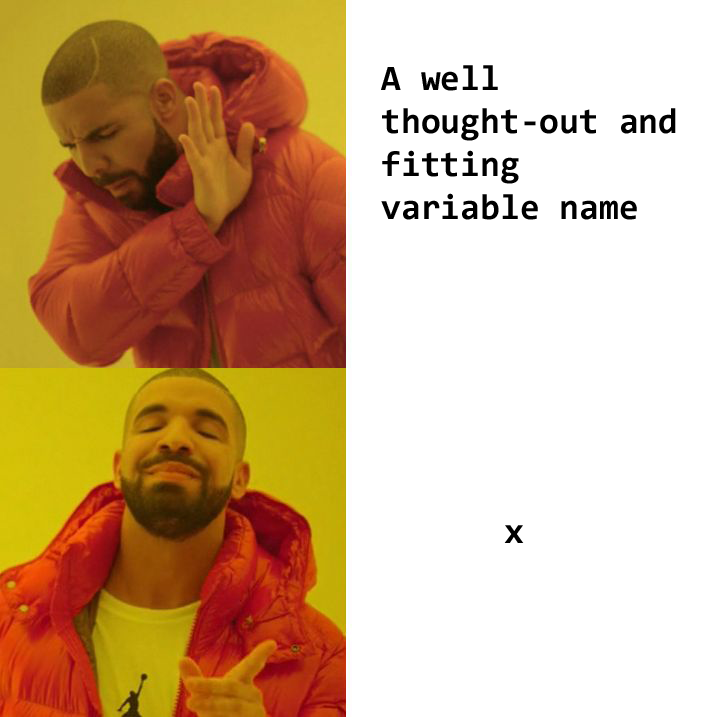 A well
thought-out and
fitting
variable name
x